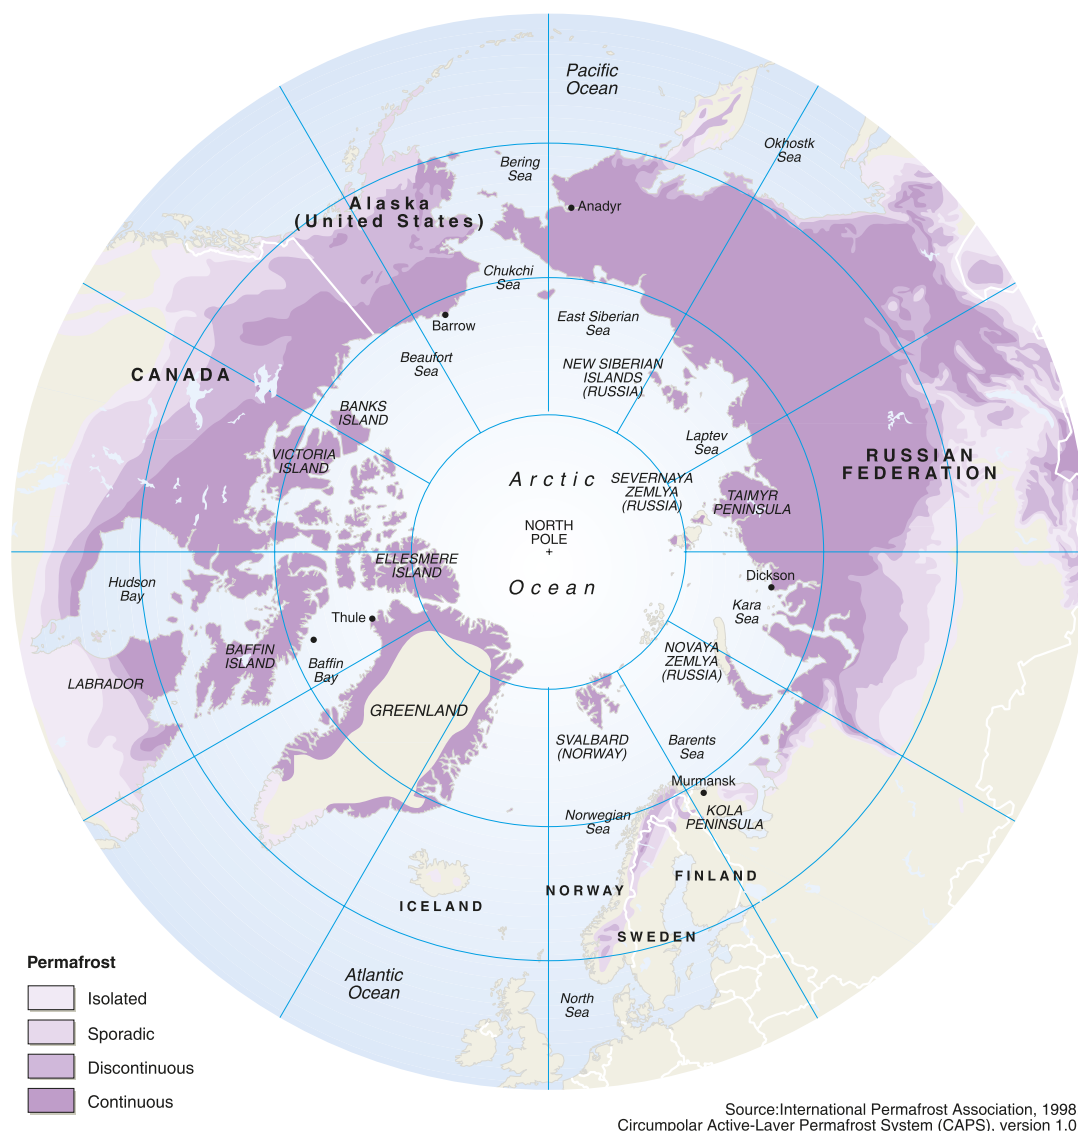 Pacific
Ocean
Okhostk
Sea
Bering
Sea
Alaska
(United States)
Anadyr
Chukchi
Sea
Barrow
East Siberian
Sea
Beaufort
Sea
NEW SIBERIAN
ISLANDS
(RUSSIA)
CANADA
BANKS
ISLAND
VICTORIA
ISLAND
Laptev
Sea
RUSSIAN
FEDERATION
Arctic
SEVERNAYA
ZEMLYA
(RUSSIA)
TAIMYR
PENINSULA
NORTH
POLE
+
ELLESMERE
ISLAND
Ocean
Hudson
Bay
Dickson
Kara
Sea
Thule
BAFFIN
ISLAND
Baffin
Bay
NOVAYA
ZEMLYA
(RUSSIA)
LABRADOR
GREENLAND
SVALBARD
(NORWAY)
Barents
Sea
Murmansk
KOLA
PENINSULA
Norwegian
Sea
FINLAND
NORWAY
ICELAND
SWEDEN
Atlantic
Ocean
North
Sea
Permafrost
Isolated
Sporadic
Discontinuous
Continuous
Source:International Permafrost Association, 1998
Circumpolar Active-Layer Permafrost System (CAPS), version 1.0